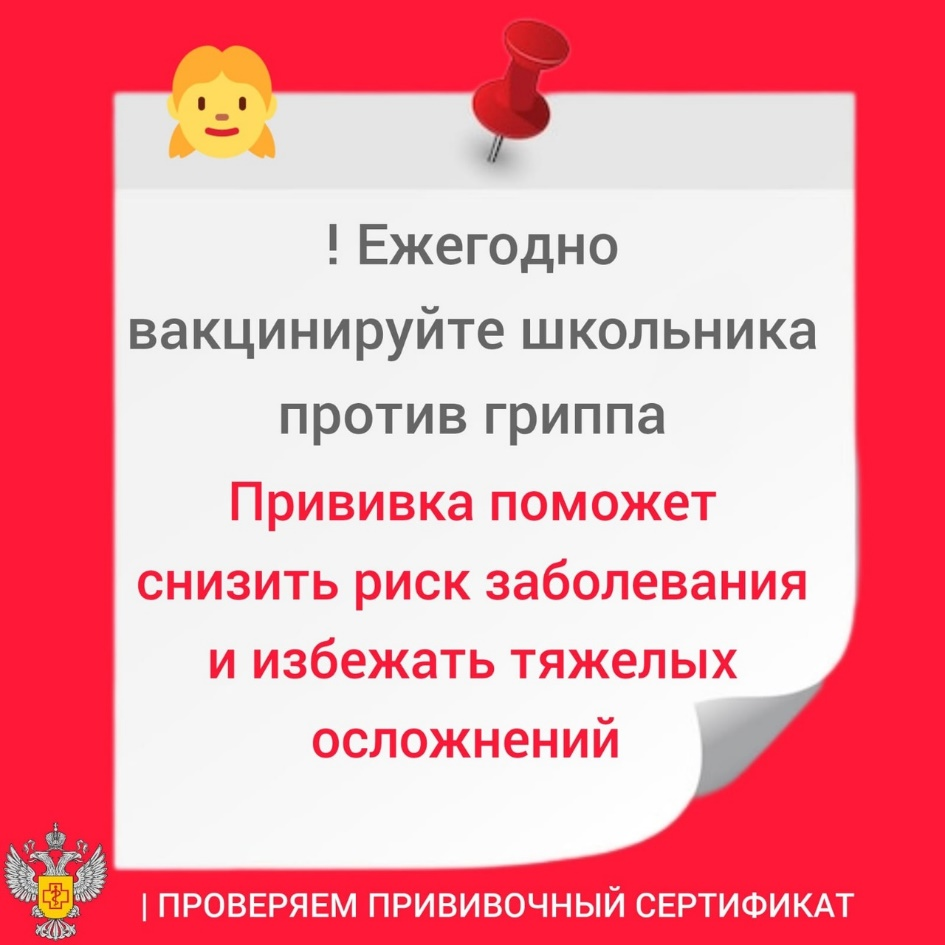 ! Ежегодно
вакцинируйте школьника
против гриппа
Прививка поможет
снизить риск заболевания
и избежать тяжелых
осложнений
| ПРОВЕРЯЕМ ПРИВИВОЧНЫЙ СЕРТИФИКАТ